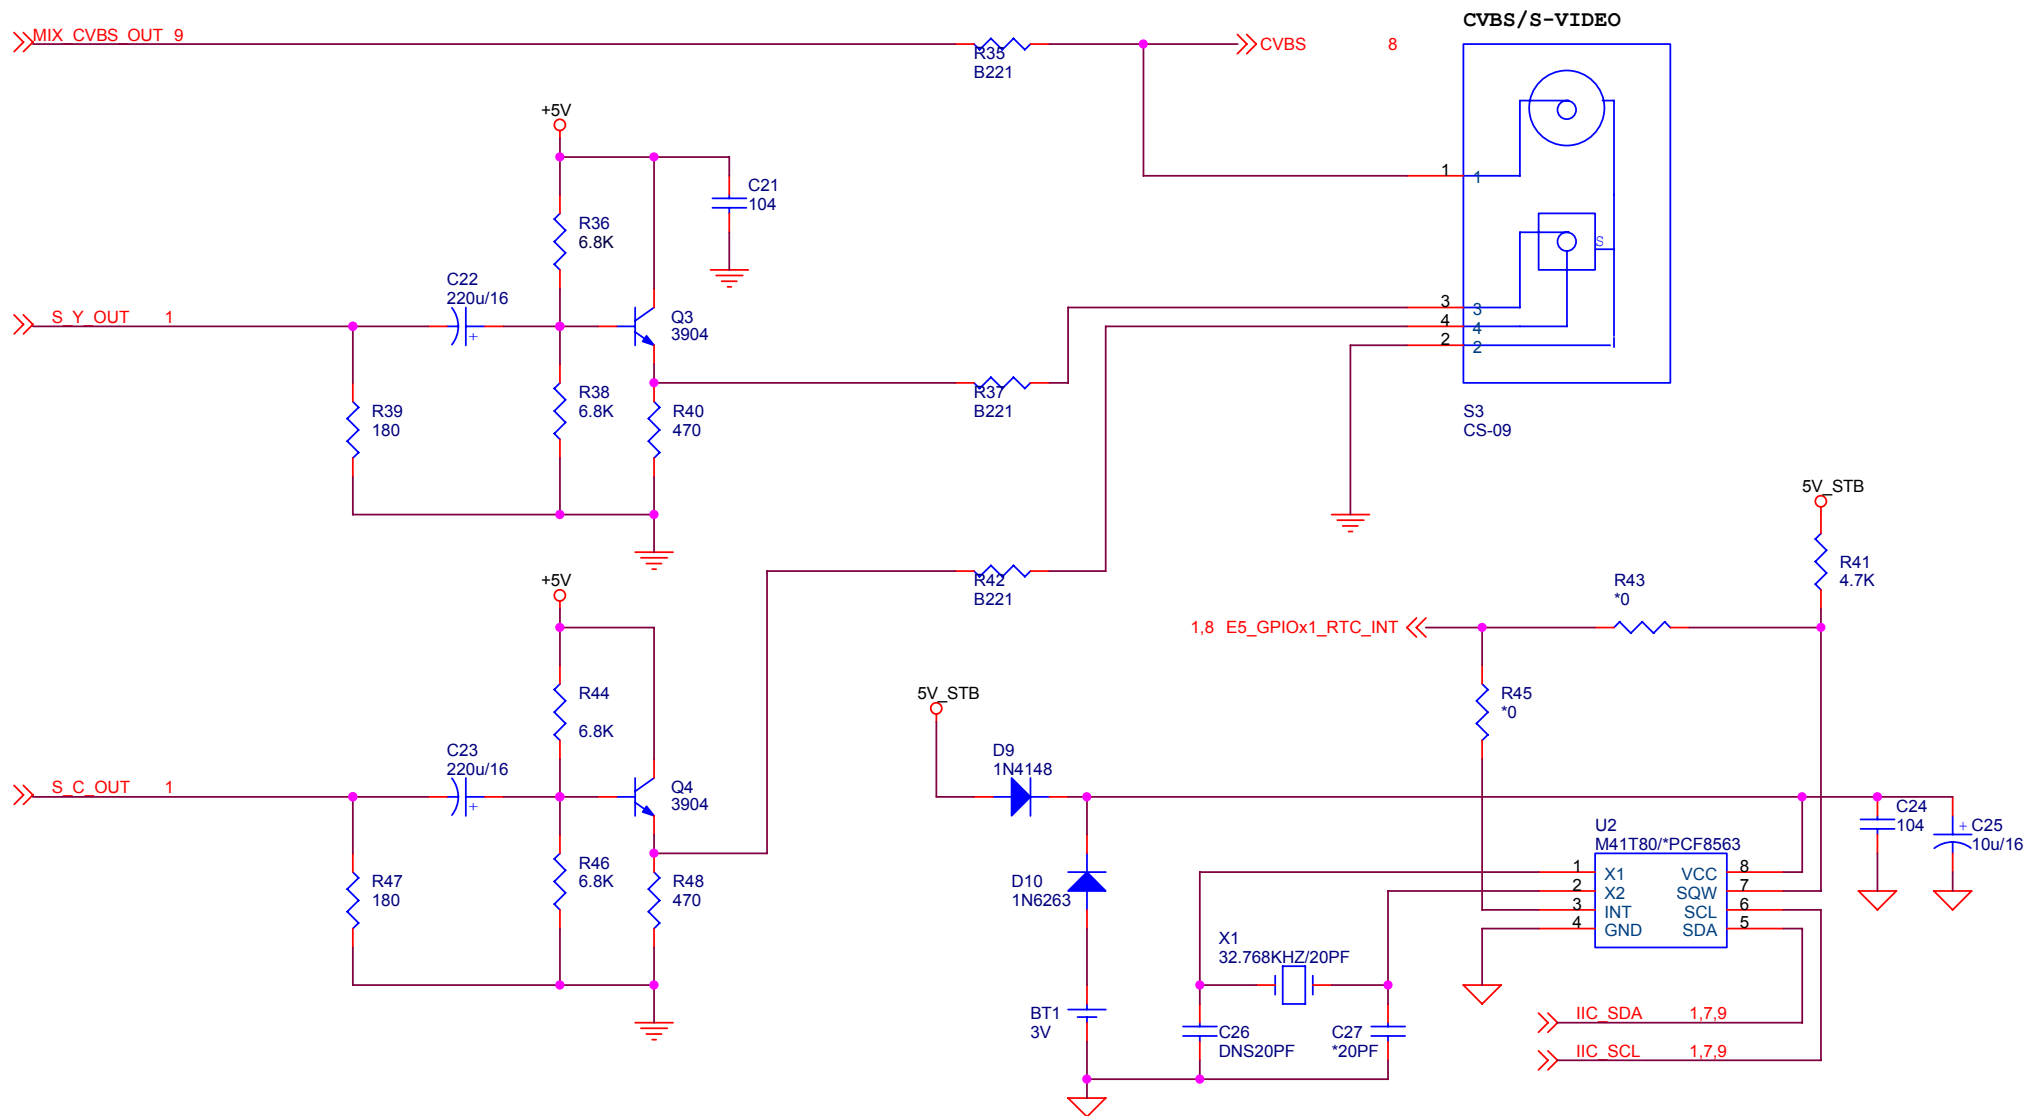 CVBS/S-VIDEO
MIX_CVBS_OUT 9
R35
B221
CVBS 8
+5V
C21
104
R36
6.8K
1
1
S
C22
220u/16
S_Y_OUT 1
Q3
3904
3
3
4
4
2
2
R38
6.8K
R37
B221
R39
180
R40
470
S3
CS-09
5V_STB
+5V
R42
B221
R43
*0
R41
4.7K
1,8 E5_GPIOx1_RTC_INT
R44
6.8K
5V_STB
R45
*0
C23
220u/16
D9
1N4148
S_C_OUT 1
Q4
3904
C24
104
+
C25
10u/16
U2
M41T80/*PCF8563
R46
6.8K
R47
180
R48
470
D10
1N6263
1 X1 VCC 8
2 X2 SQW 7
3 INT SCL 6
4 GND SDA 5
X1
32.768KHZ/20PF
BT1
3V
C26
DNS20PF
C27
*20PF
IIC_SDA 1,7,9
IIC_SCL 1,7,9
+
+